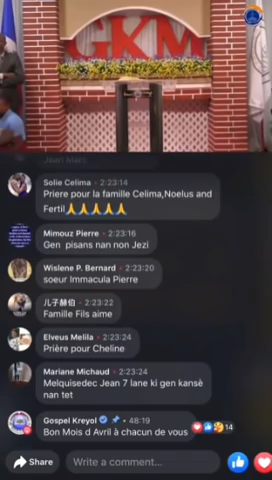 GKM
Jean Marc
Solie Celima · 2:23:14
Priere pour la famille Celima,Noelus and
Fertil🙏🙏🙏🙏🙏
Mimouz Pierre · 2:23:16
Gen pisans nan non Jezi
Wislene P. Bernard · 2:23:20
soeur Immacula Pierre
儿子赫伯 · 2:23:22
Famille Fils aime
Elveus Melila · 2:23:24
Prière pour Cheline
Mariane Michaud · 2:23:24
Melquisedec Jean 7 lane ki gen kansè
nan tet
Gospel Kreyol · 48:19
Bon Mois d Avril à chacun de vous
14
Share
Write a comment...